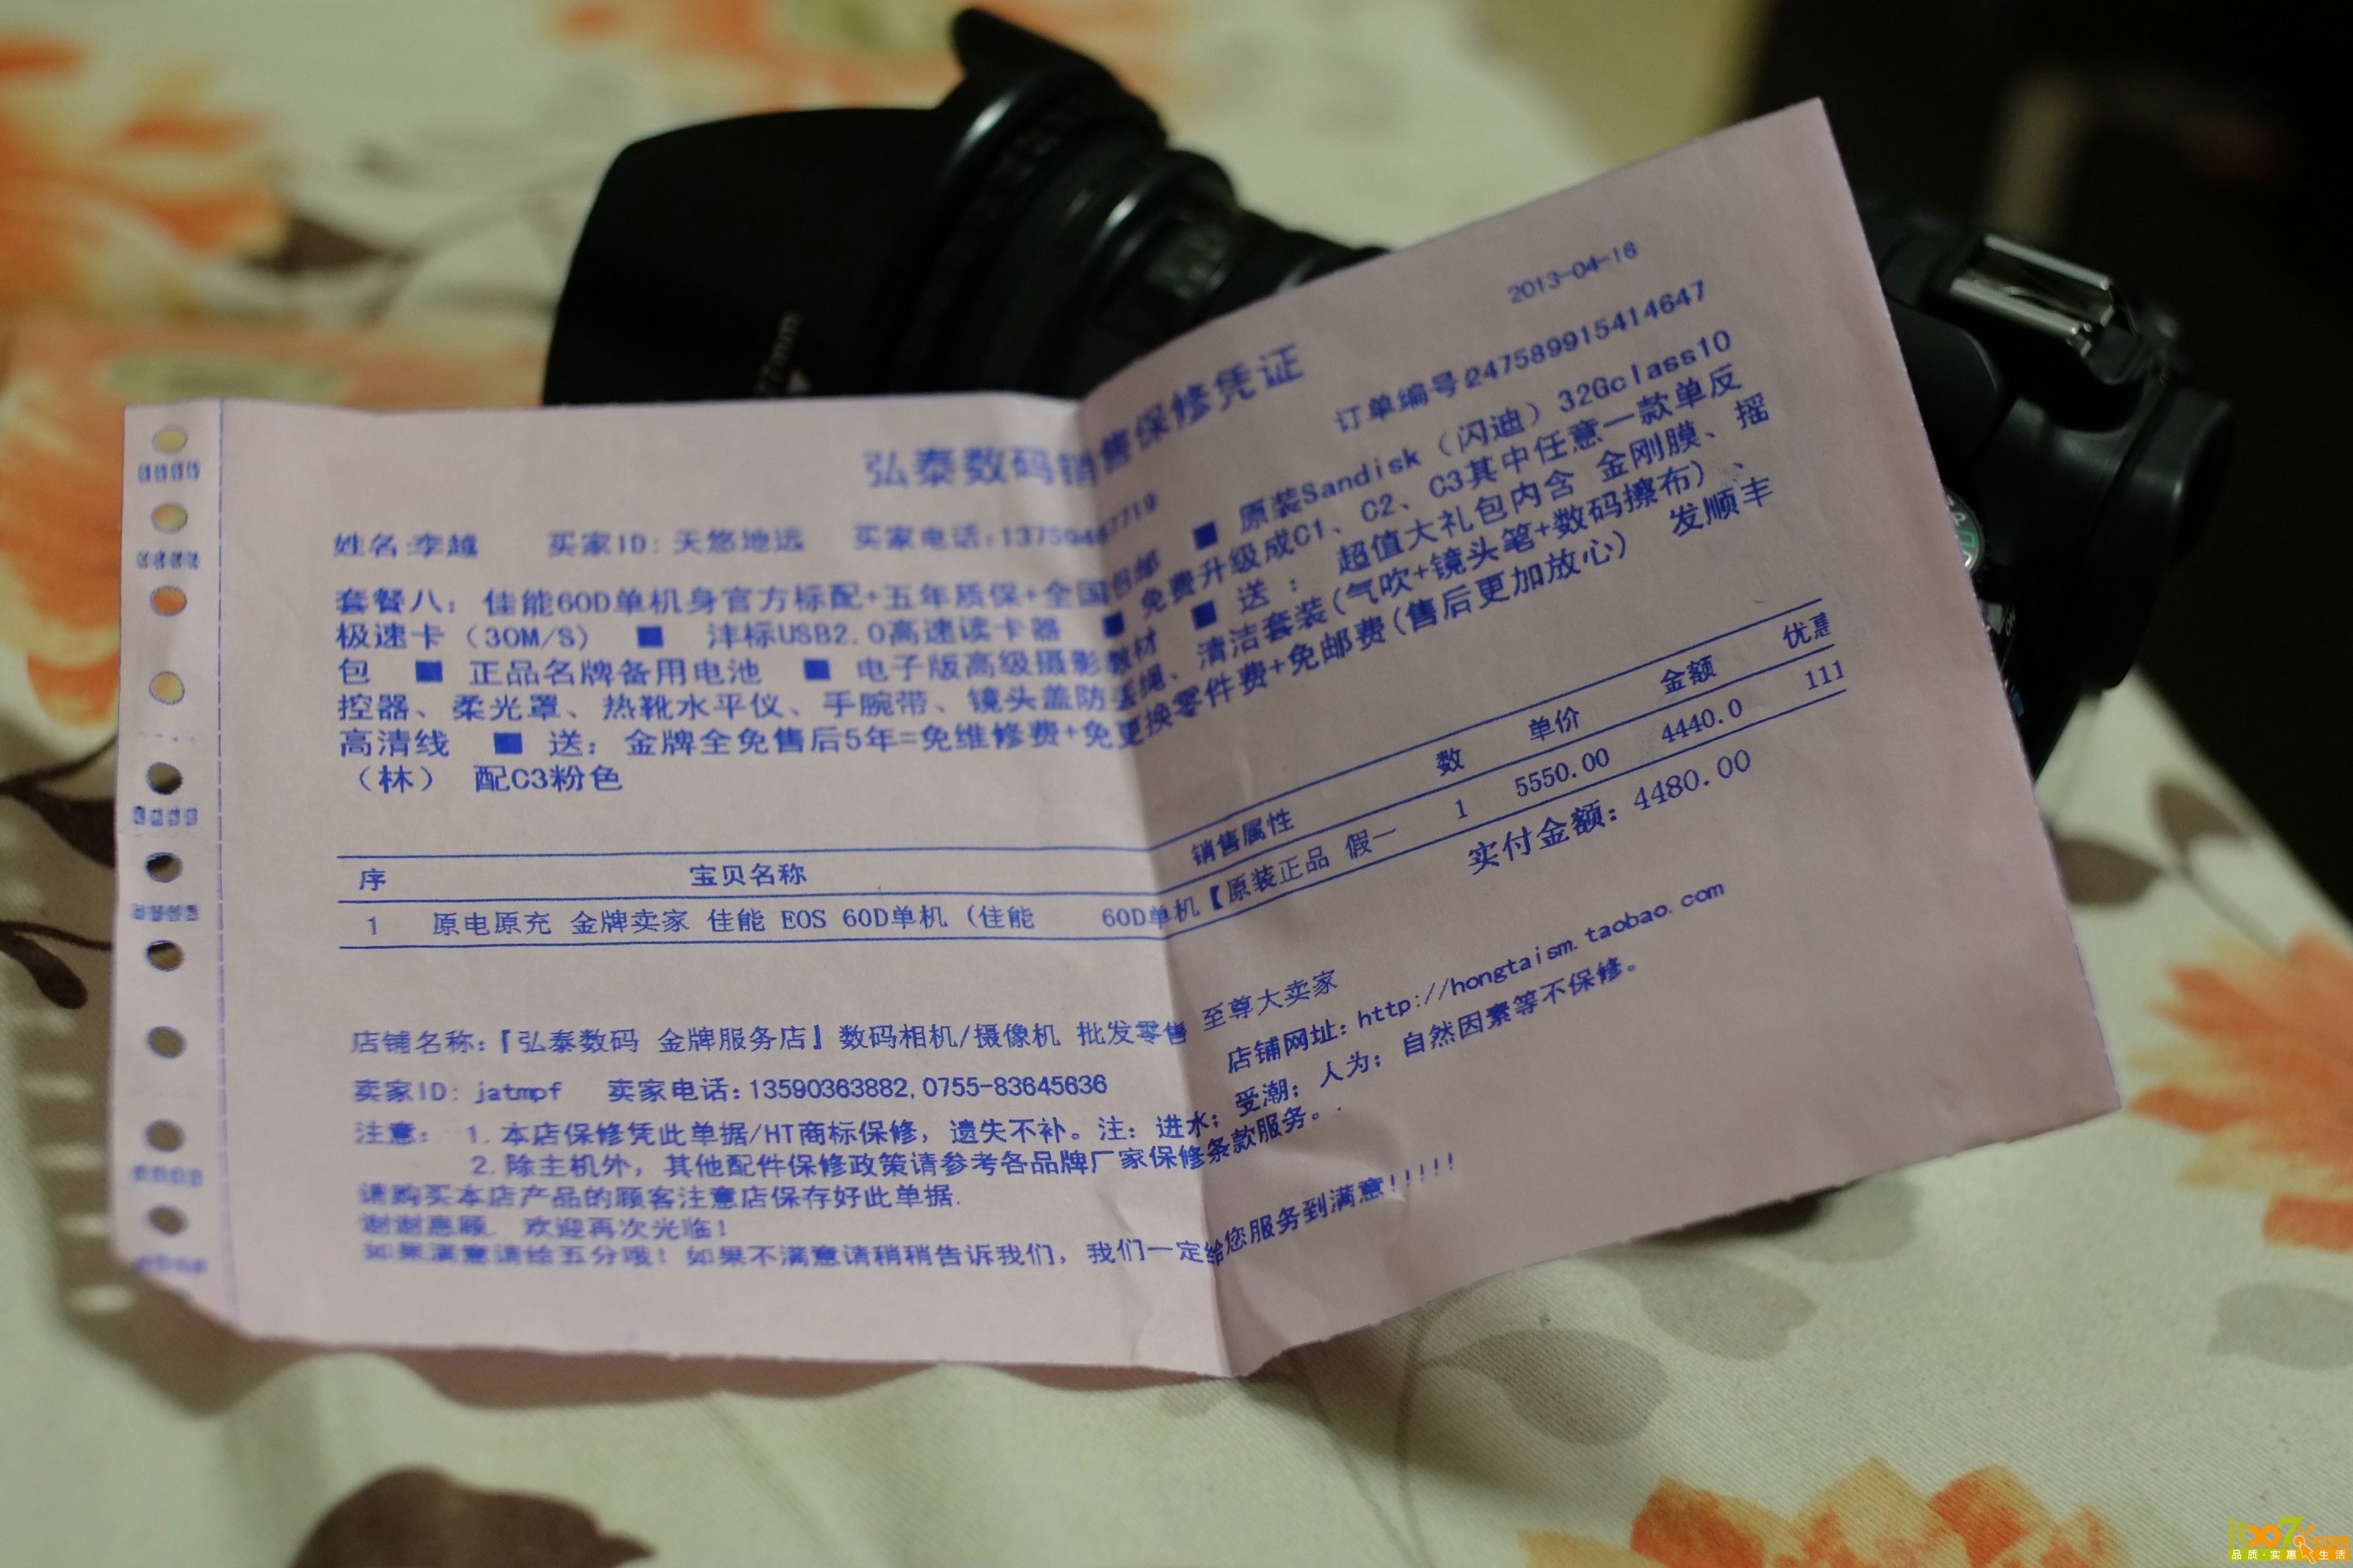 77mm
2013-04-16
弘泰数码销售保修凭证
订单编号247589915414647
姓名:李越 买家ID: 天悠地远 买家电话:
套餐八: 佳能60D单机身官方标配+五年质保+全国包邮 ■ 原装Sandisk（闪迪）32Gclass10
极速卡（30M/S） ■ 沣标USB2.0高速读卡器 ■ 免费升级成C1、C2、C3其中任意一款单反
包 ■ 正品名牌备用电池 ■ 电子版高级摄影教材 ■ 送： 超值大礼包内含 金刚膜、摇
控器、柔光罩、热靴水平仪、手腕带、镜头盖防丢绳、清洁套装(气吹+镜头笔+数码擦布)、
高清线 ■ 送: 金牌全免售后5年=免维修费+免更换零件费+免邮费(售后更加放心) 发顺丰
（林） 配C3粉色
序 宝贝名称 销售属性 数 单价 金额 优惠
1 原电原充 金牌卖家 佳能 EOS 60D单机 (佳能 60D单机【原装正品 假一 1 5550.00 4440.0 111
实付金额: 4480.00
店铺名称:『弘泰数码 金牌服务店』数码相机/摄像机 批发零售 至尊大卖家
卖家ID: jatmpf 卖家电话:13590363882,0755-83645636 店铺网址: http://hongtaism.taobao.com
注意: 1.本店保修凭此单据/HT商标保修, 遗失不补。注: 进水; 受潮; 人为; 自然因素等不保修。
2.除主机外, 其他配件保修政策请参考各品牌厂家保修条款服务。
请购买本店产品的顾客注意店保存好此单据.
谢谢惠顾. 欢迎再次光临!
如果满意请给五分哦! 如果不满意请稍稍告诉我们, 我们一定给您服务到满意!!!!!
it007.com
品质·实惠·生活